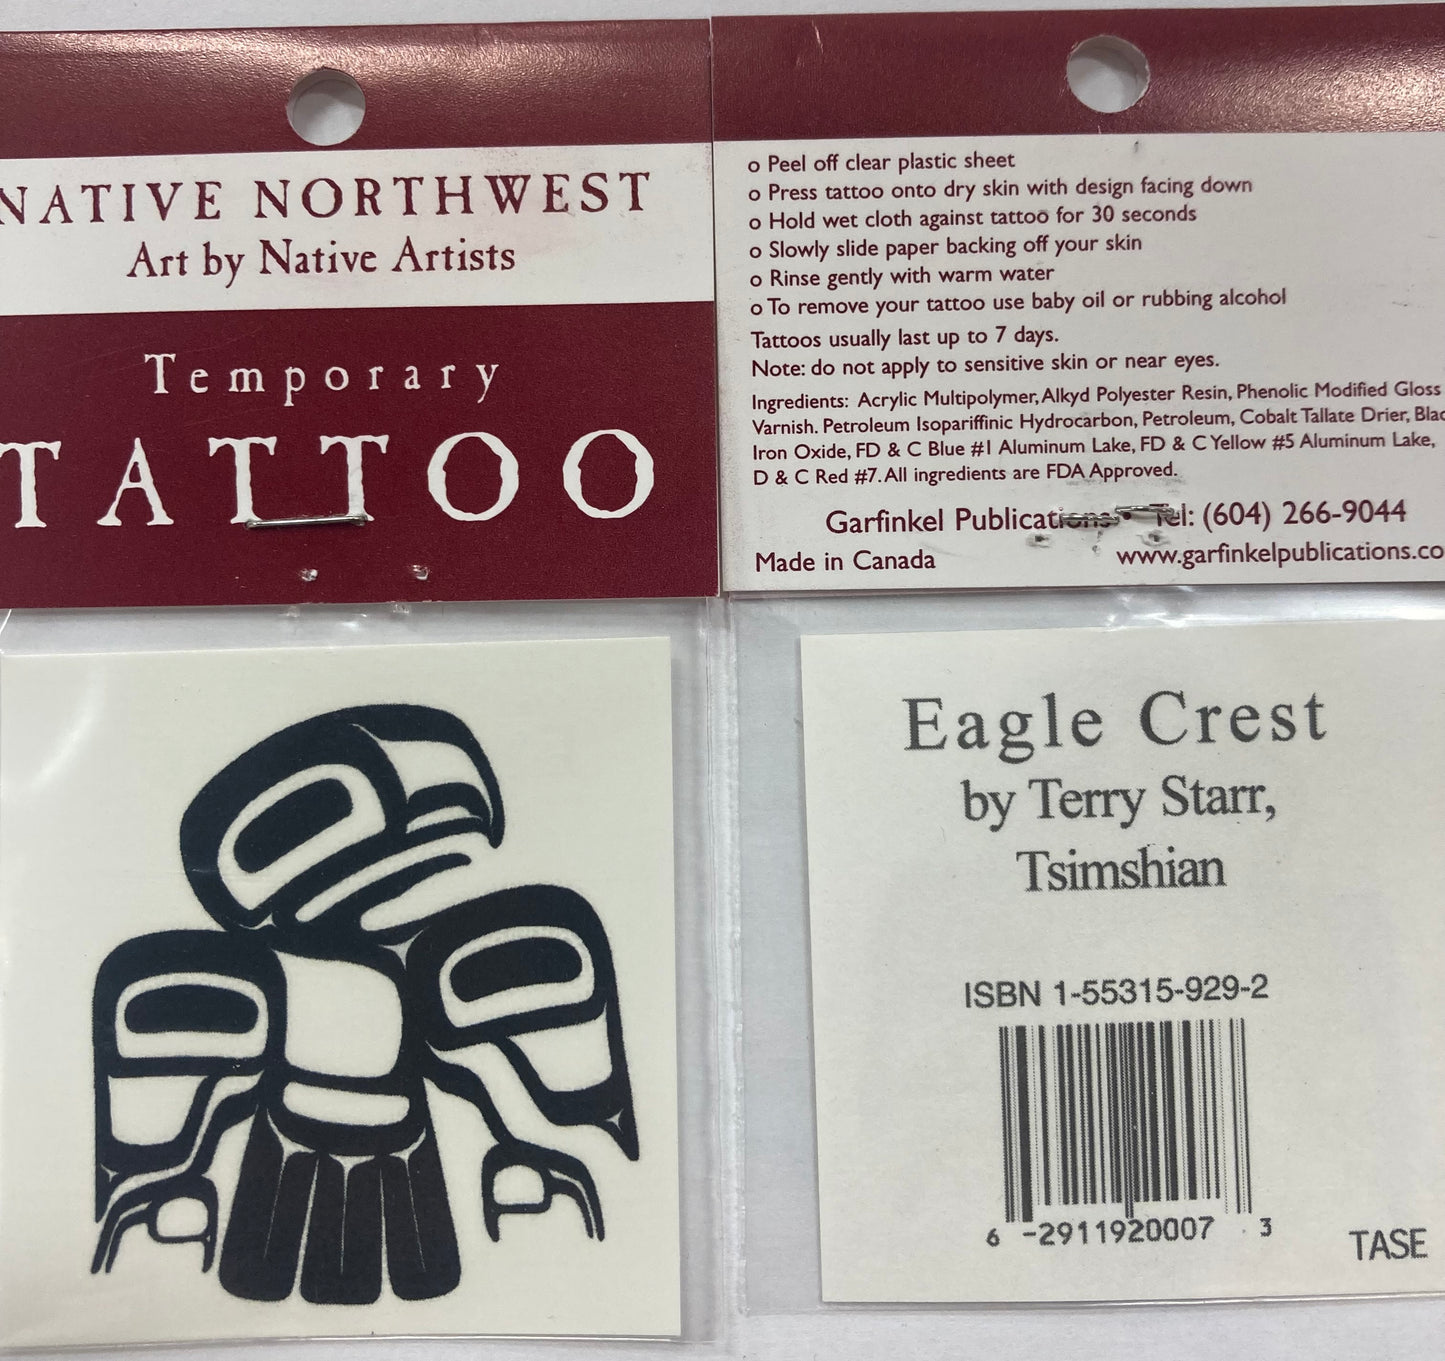 NATIVE NORTHWEST
Art by Native Artists
Temporary
TATTOO
o Peel off clear plastic sheet
o Press tattoo onto dry skin with design facing down
o Hold wet cloth against tattoo for 30 seconds
o Slowly slide paper backing off your skin
o Rinse gently with warm water
o To remove your tattoo use baby oil or rubbing alcohol
Tattoos usually last up to 7 days.
Note: do not apply to sensitive skin or near eyes.
Ingredients: Acrylic Multipolymer, Alkyd Polyester Resin, Phenolic Modified Gloss
Varnish. Petroleum Isopariffinic Hydrocarbon, Petroleum, Cobalt Tallate Drier, Blac
Iron Oxide, FD & C Blue #1 Aluminum Lake, FD & C Yellow #5 Aluminum Lake,
D & C Red #7. All ingredients are FDA Approved.
Garfinkel Publications • Tel: (604) 266-9044
Made in Canada www.garfinkelpublications.co
Eagle Crest
by Terry Starr,
Tsimshian
ISBN 1-55315-929-2
6 -2911920007 3
TASE